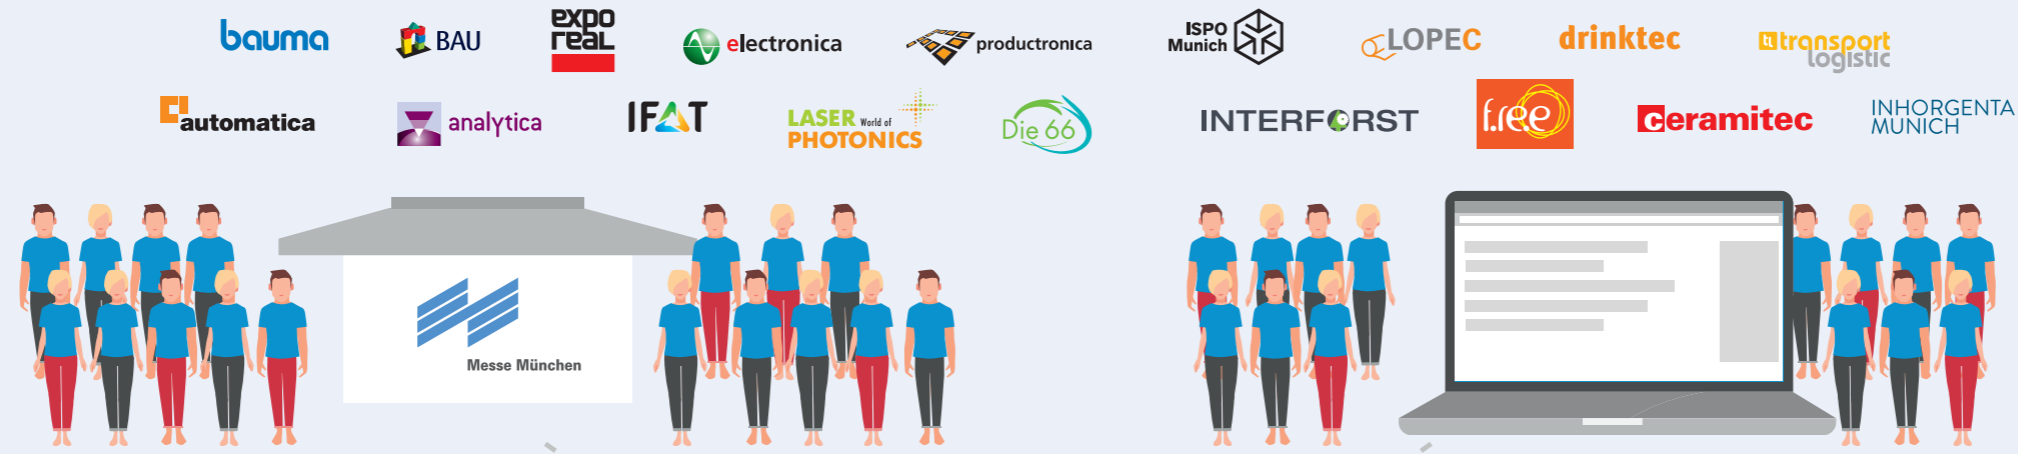 bauma
BAU
EXPO
REAL
electronica
productronica
ISPO
Munich
LOPEC
drinktec
tl transport
logistic
automatica
analytica
IFAT
LASER World of
PHOTONICS
Die 66
INTERFORST
f.re.e
ceramitec
INHORGENTA
MUNICH
Messe München